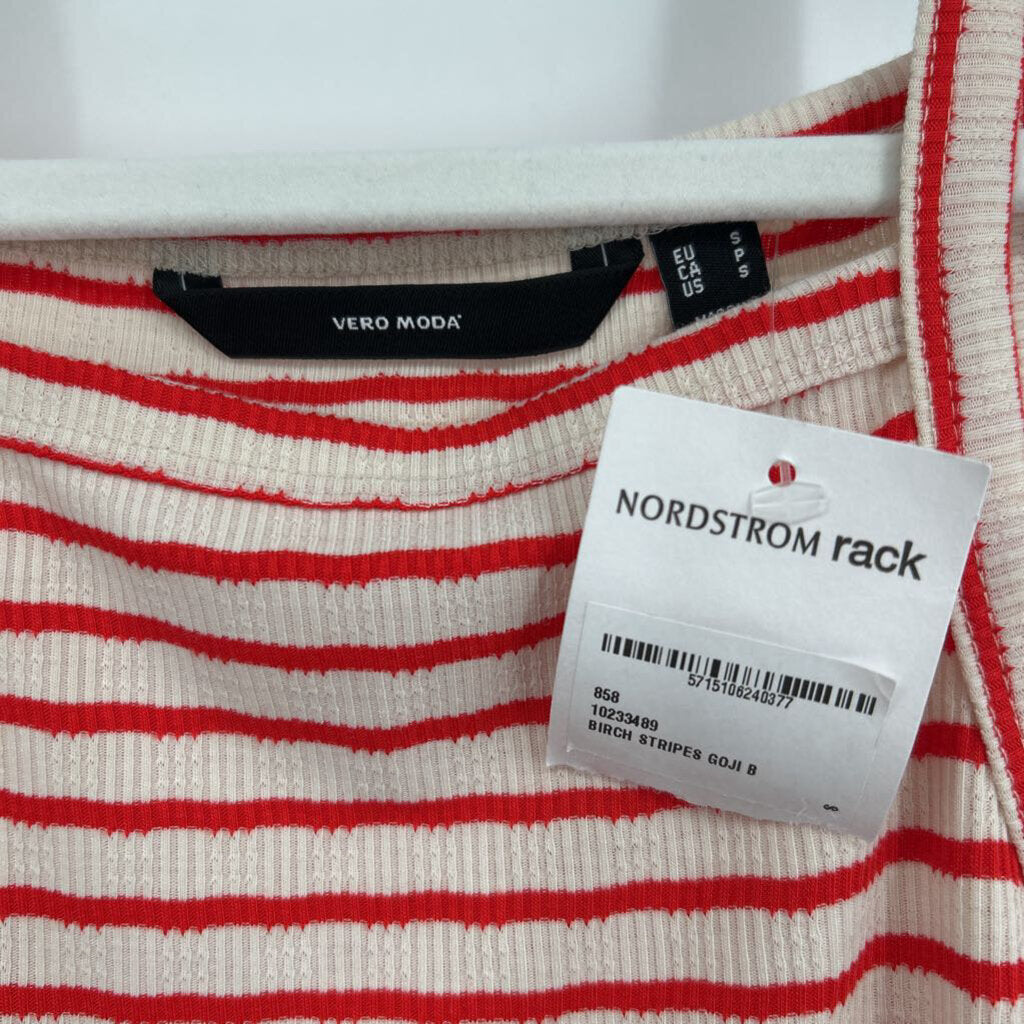 VERO MODA
EU S
CA P
US S
NORDSTROM rack
5715106240377
858
10233489
BIRCH STRIPES GOJI B
S